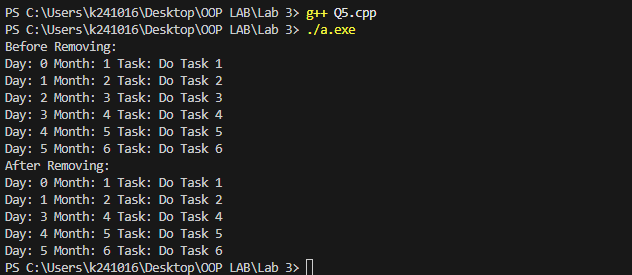 PS C:\Users\k241016\Desktop\OOP LAB\Lab 3> g++ Q5.cpp
PS C:\Users\k241016\Desktop\OOP LAB\Lab 3> ./a.exe
Before Removing:
Day: 0 Month: 1 Task: Do Task 1
Day: 1 Month: 2 Task: Do Task 2
Day: 2 Month: 3 Task: Do Task 3
Day: 3 Month: 4 Task: Do Task 4
Day: 4 Month: 5 Task: Do Task 5
Day: 5 Month: 6 Task: Do Task 6
After Removing:
Day: 0 Month: 1 Task: Do Task 1
Day: 1 Month: 2 Task: Do Task 2
Day: 3 Month: 4 Task: Do Task 4
Day: 4 Month: 5 Task: Do Task 5
Day: 5 Month: 6 Task: Do Task 6
PS C:\Users\k241016\Desktop\OOP LAB\Lab 3>